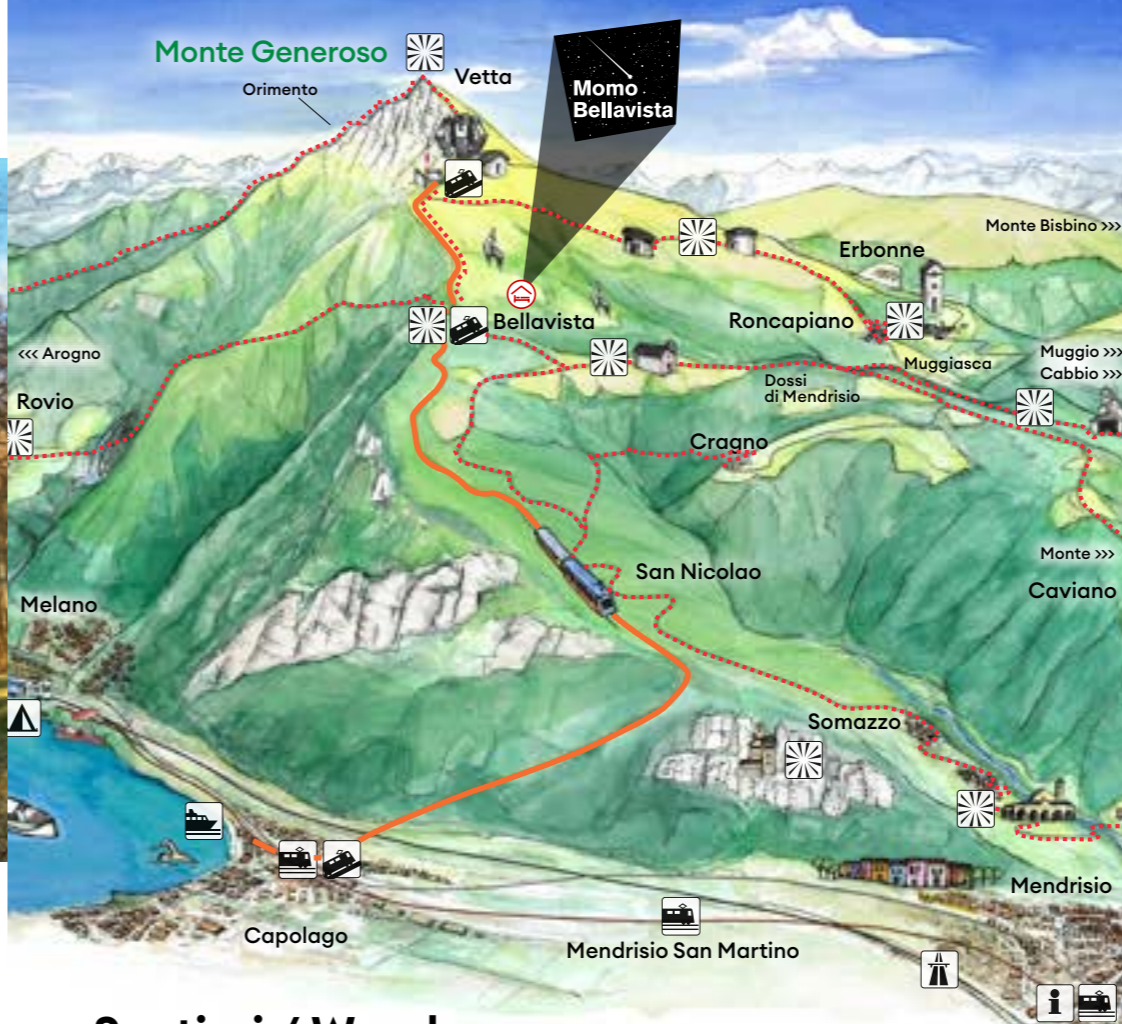 Monte Generoso
Vetta
Orimento
Momo
Bellavista
Monte Bisbino >>>
Erbonne
Bellavista
Roncapiano
Muggiasca
Muggio >>>
Cabbio >>>
<<< Arogno
Rovio
Dossi
di Mendrisio
Cragno
Monte >>>
Caviano
San Nicolao
Melano
Somazzo
Mendrisio
Capolago
Mendrisio San Martino
i